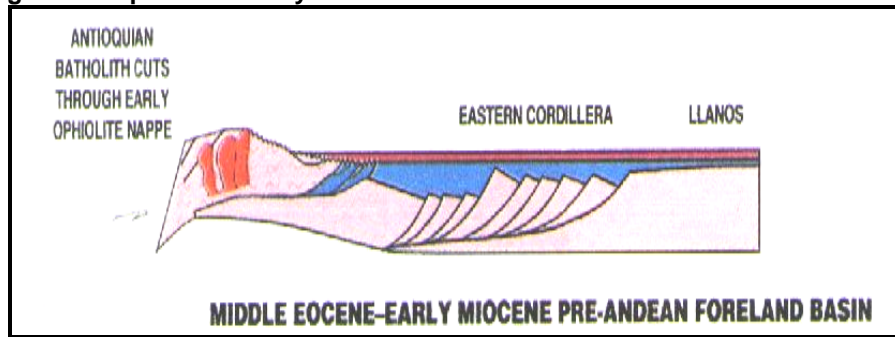 ANTIOQUIAN
BATHOLITH CUTS
THROUGH EARLY
OPHIOLITE NAPPE
EASTERN CORDILLERA
LLANOS
MIDDLE EOCENE–EARLY MIOCENE PRE-ANDEAN FORELAND BASIN